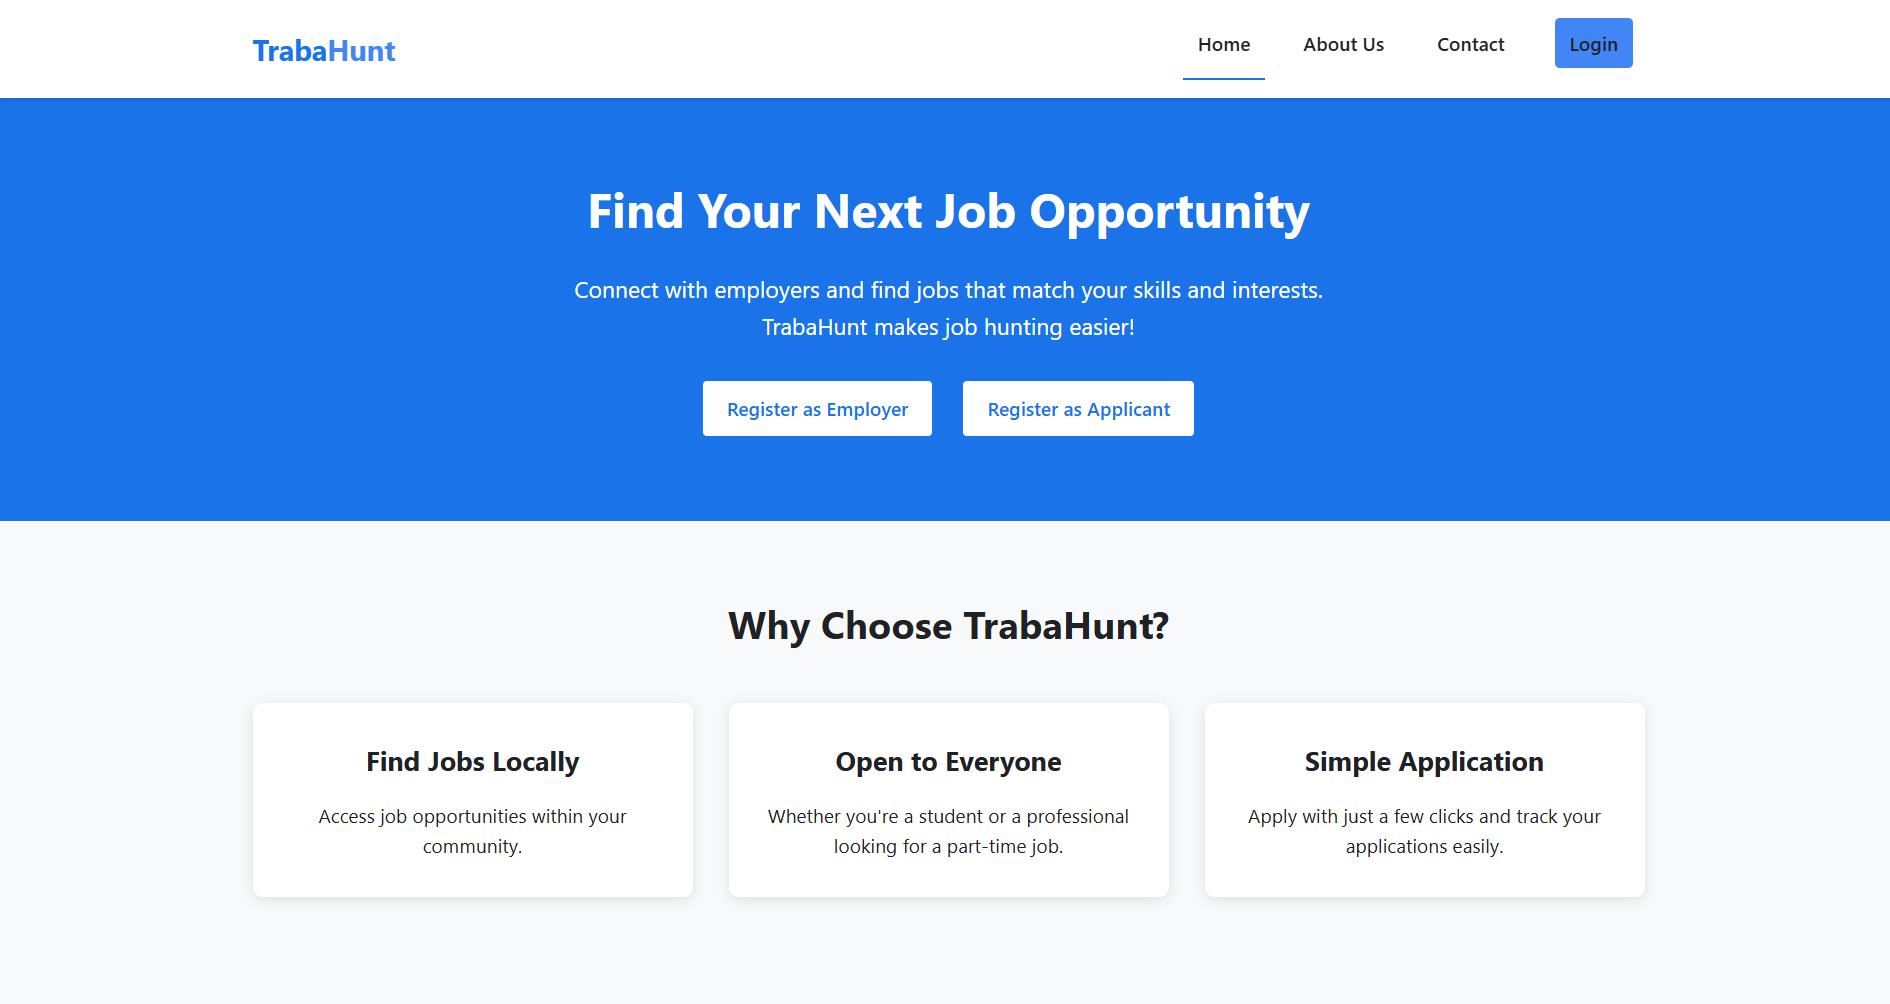 TrabaHunt
Home
About Us
Contact
Login
Find Your Next Job Opportunity
Connect with employers and find jobs that match your skills and interests.
TrabaHunt makes job hunting easier!
Register as Employer
Register as Applicant
Why Choose TrabaHunt?
Find Jobs Locally
Access job opportunities within your
community.
Open to Everyone
Whether you're a student or a professional
looking for a part-time job.
Simple Application
Apply with just a few clicks and track your
applications easily.